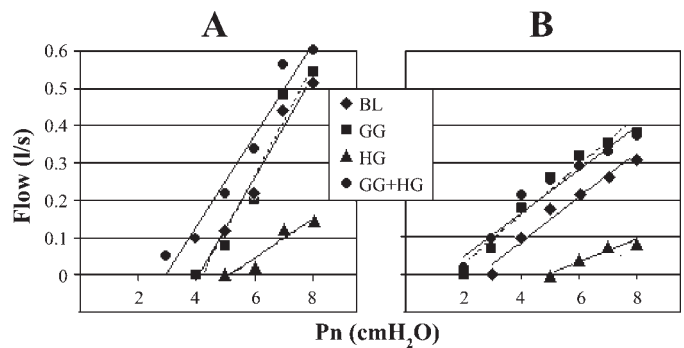 A B
0.6
0.5
0.4
0.3
0.2
0.1
0
Flow (l/s)
BL
GG
HG
GG+HG
2 4 6 8 2 4 6 8
Pn (cmH₂O)